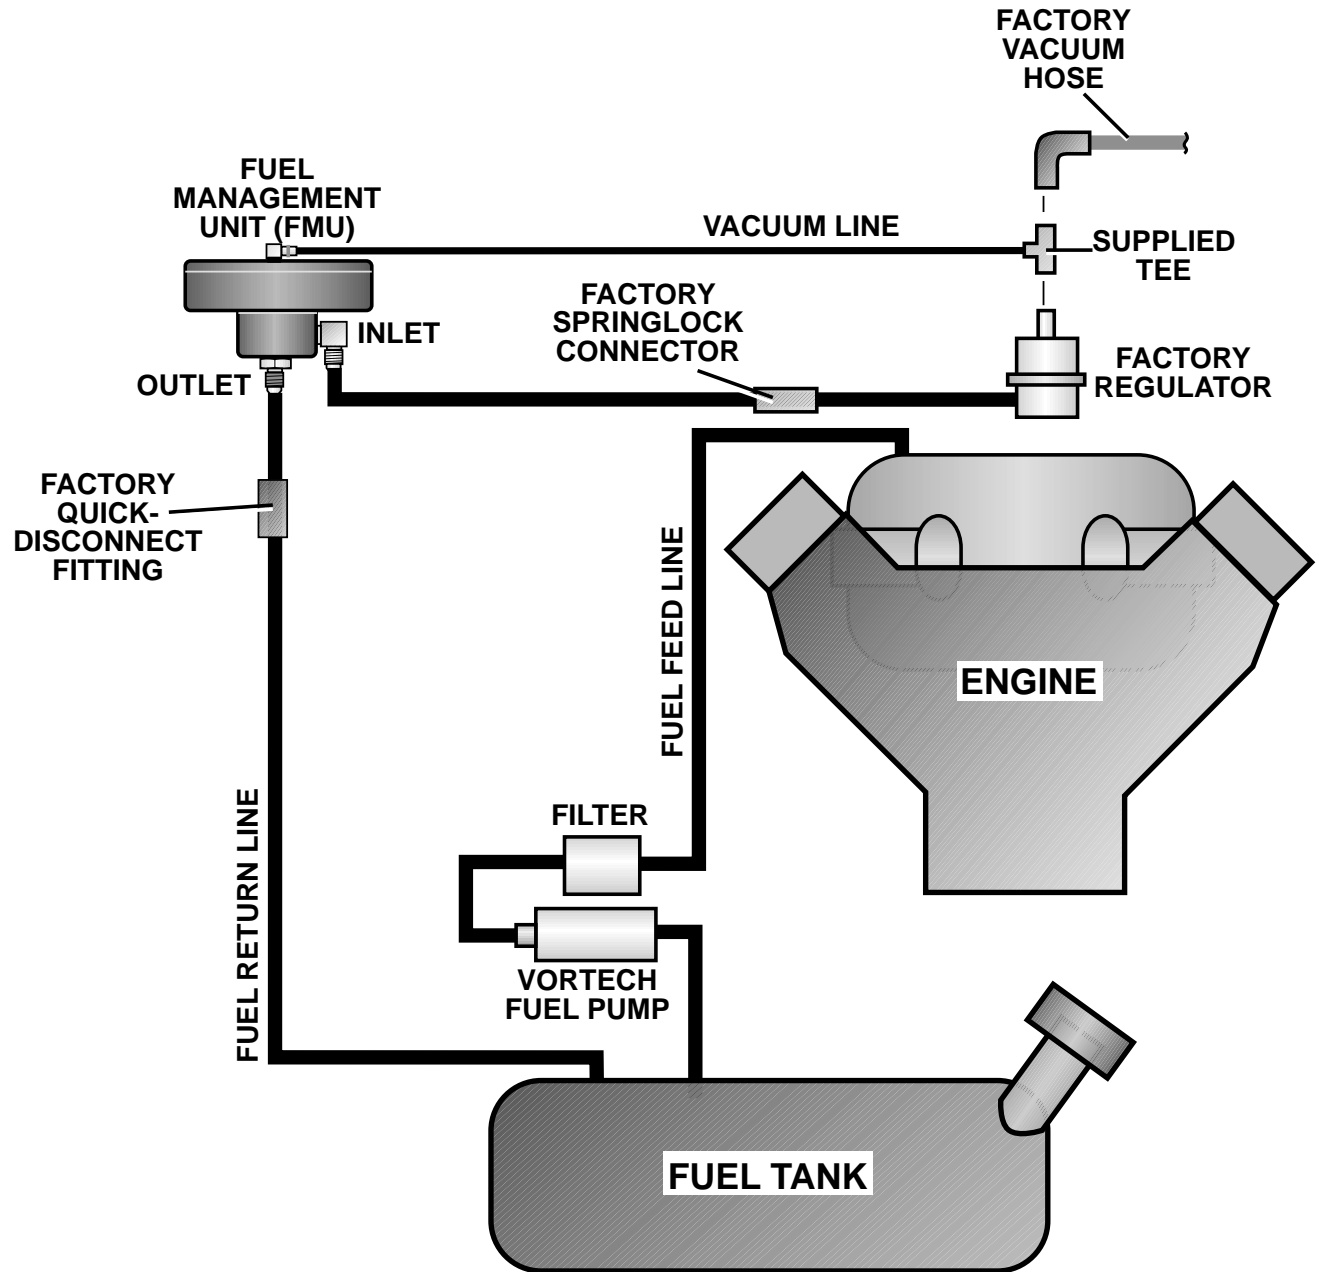 FACTORY
VACUUM
HOSE
FUEL
MANAGEMENT
UNIT (FMU)
VACUUM LINE
SUPPLIED
TEE
FACTORY
SPRINGLOCK
CONNECTOR
INLET
FACTORY
REGULATOR
OUTLET
FACTORY
QUICK-
DISCONNECT
FITTING
FUEL FEED LINE
ENGINE
FUEL RETURN LINE
FILTER
VORTECH
FUEL PUMP
FUEL TANK